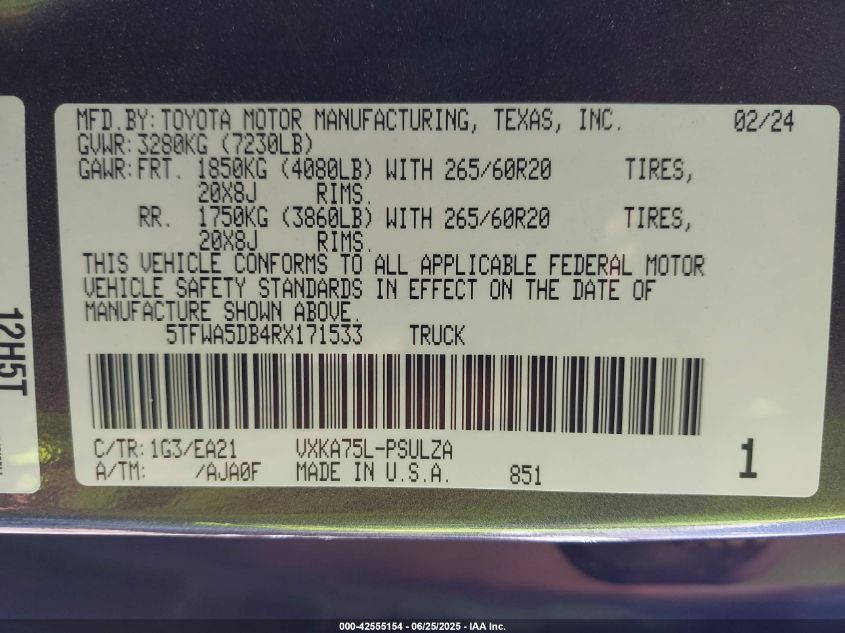 MFD.BY:TOYOTA MOTOR MANUFACTURING, TEXAS, INC. 02/24
GVWR:3280KG (7230LB)
GAWR:FRT. 1850KG (4080LB) WITH 265/60R20 TIRES,
20X8J RIMS.
RR. 1750KG (3860LB) WITH 265/60R20 TIRES,
20X8J RIMS.
THIS VEHICLE CONFORMS TO ALL APPLICABLE FEDERAL MOTOR
VEHICLE SAFETY STANDARDS IN EFFECT ON THE DATE OF
MANUFACTURE SHOWN ABOVE.
5TFWA5DB4RX171533 TRUCK
C/TR:1G3/EA21 VXKA75L-PSULZA
A/TM: /AJA0F MADE IN U.S.A. 851 1
12H5T
000-42555154 - 06/25/2025 - IAA Inc.